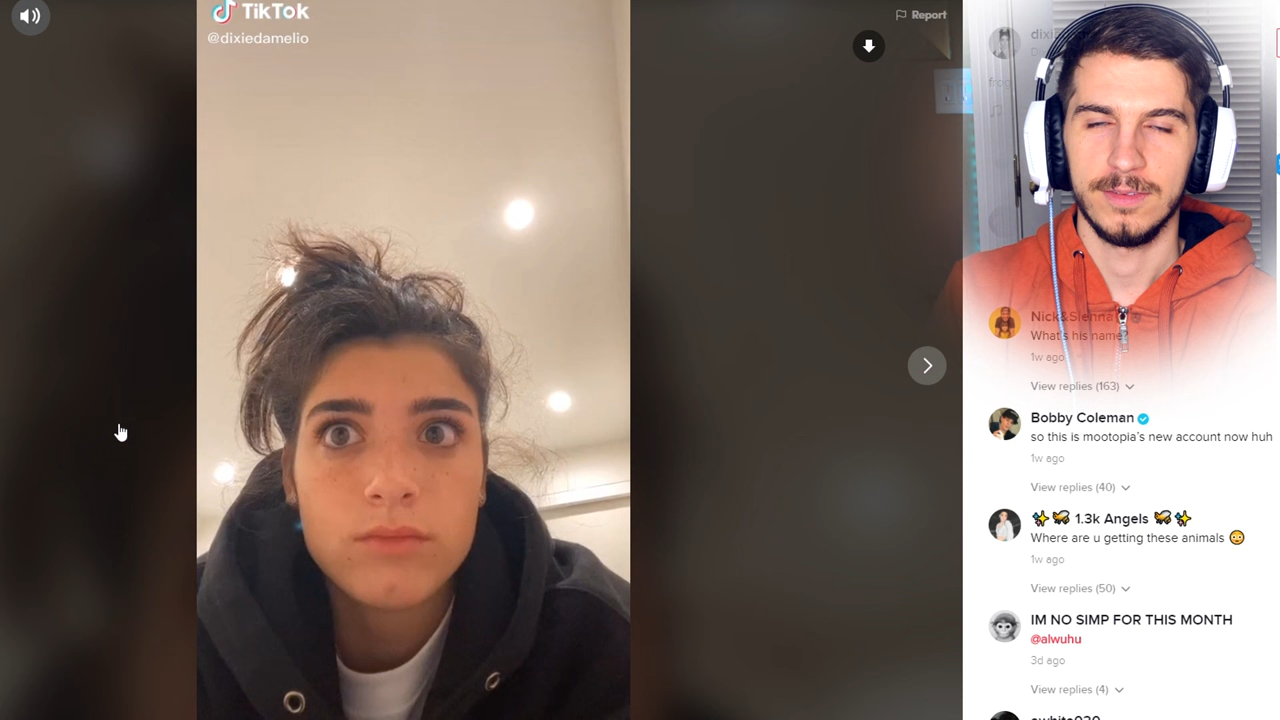 TikTok
@dixiedamelio
Report
Nick&Sienna
What's his name
1w ago
View replies (163)
Bobby Coleman
so this is mootopia's new account now huh
1w ago
View replies (40)
✨🐝 1.3k Angels 🐝✨
Where are u getting these animals 😳
1w ago
View replies (50)
IM NO SIMP FOR THIS MONTH
@alwuhu
3d ago
View replies (4)